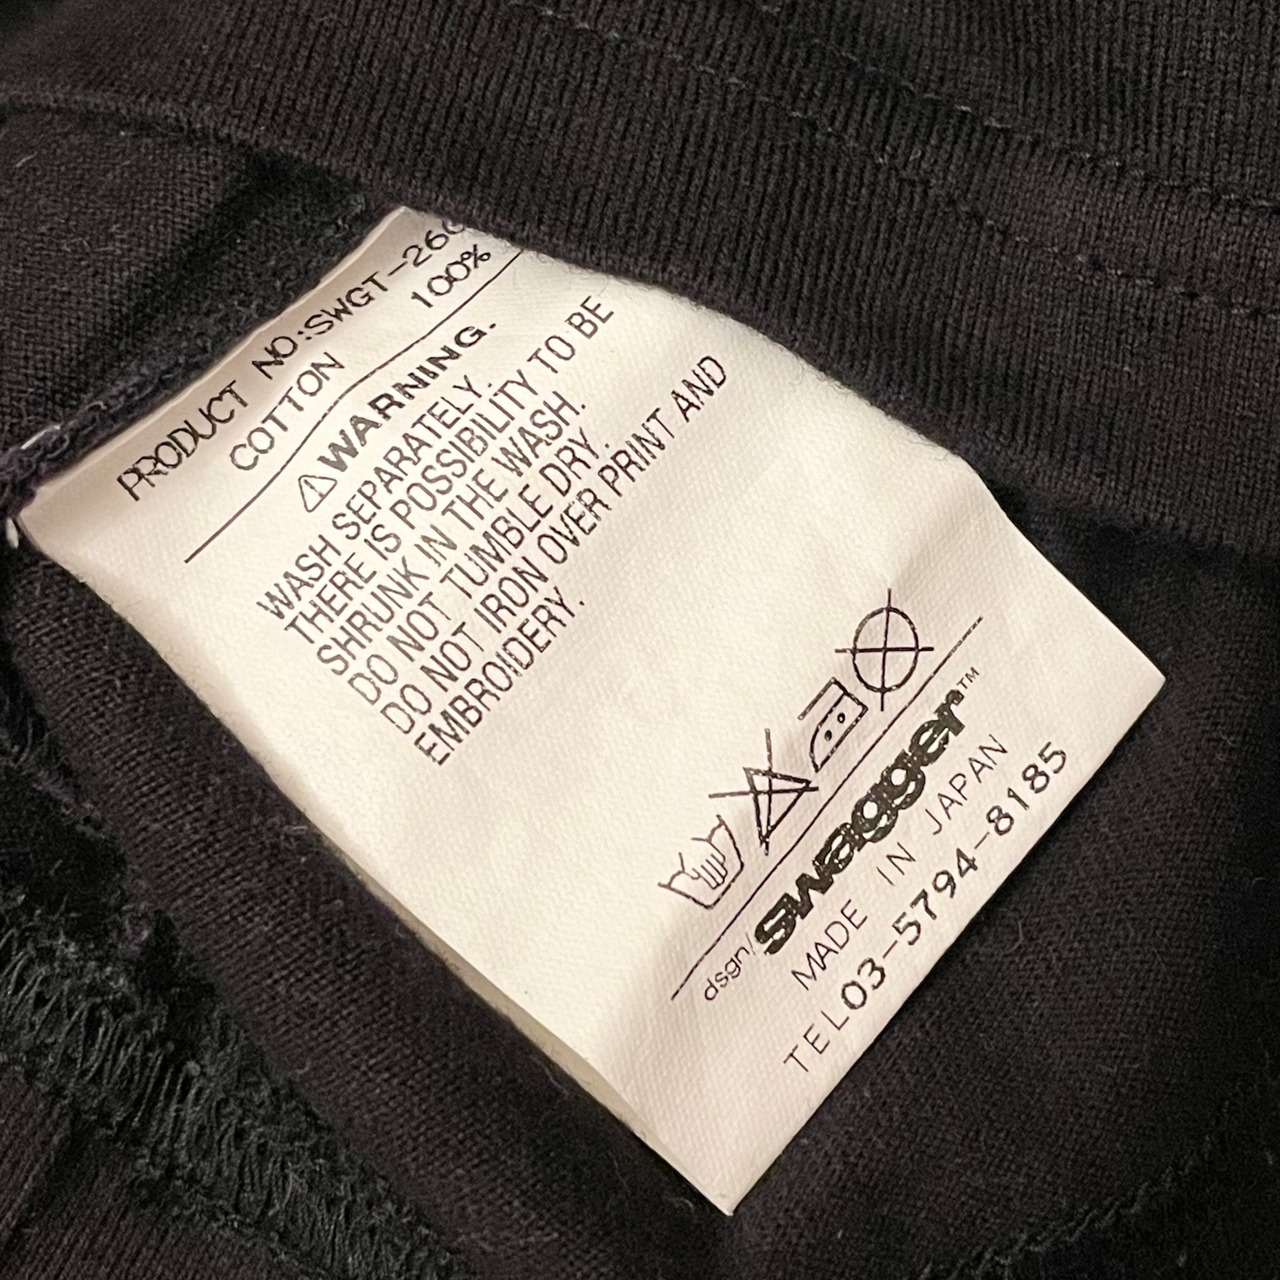 PRODUCT NO:SWGT-260
COTTON 100%
⚠WARNING.
WASH SEPARATELY.
THERE IS POSSIBILITY TO BE
SHRUNK IN THE WASH.
DO NOT TUMBLE DRY.
DO NOT IRON OVER PRINT AND
EMBROIDERY.
dsgn/swagger™
MADE IN JAPAN
TEL03-5794-8185